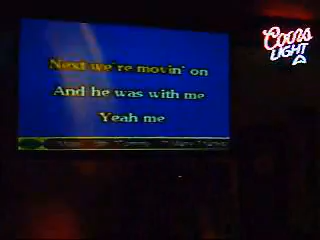 Next we're movin' on
And he was with me
Yeah me
Coors
LIGHT